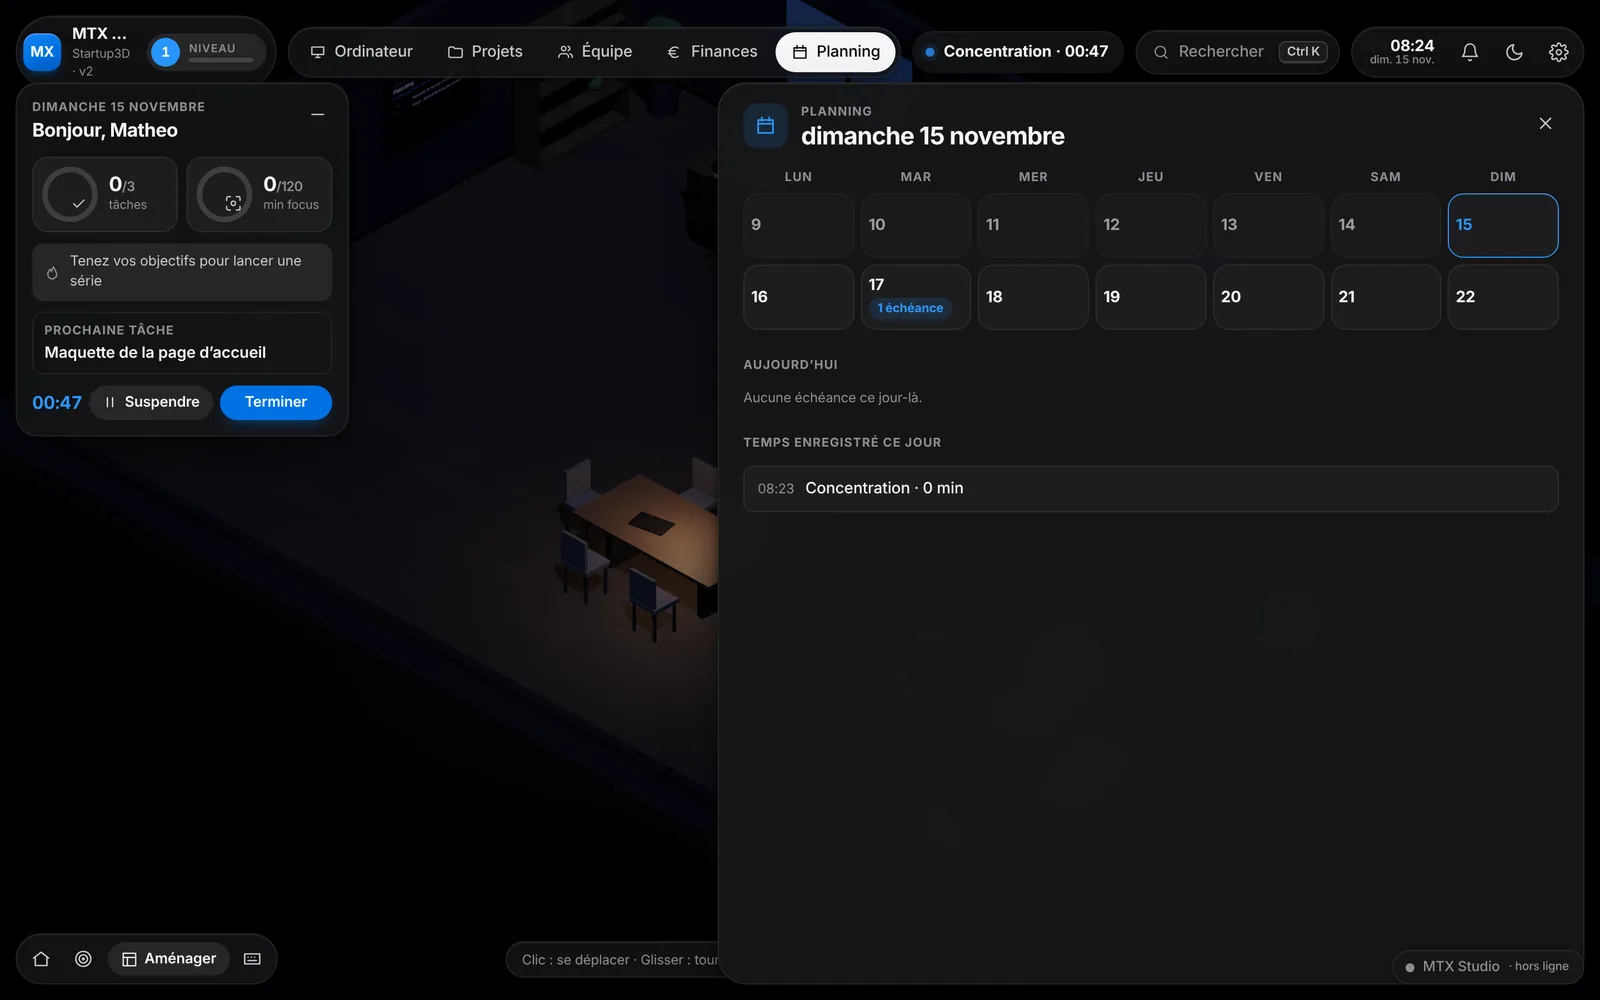 MX
MTX ...
Startup3D
· v2
1
NIVEAU
Ordinateur
Projets
Équipe
Finances
Planning
Concentration · 00:47
Rechercher
Ctrl K
08:24
dim. 15 nov.
DIMANCHE 15 NOVEMBRE
Bonjour, Matheo
0/3
tâches
0/120
min focus
Tenez vos objectifs pour lancer une
série
PROCHAINE TÂCHE
Maquette de la page d’accueil
00:47
Suspendre
Terminer
PLANNING
dimanche 15 novembre
LUN MAR MER JEU VEN SAM DIM
9 10 11 12 13 14 15
16 17 18 19 20 21 22
1 échéance
AUJOURD’HUI
Aucune échéance ce jour-là.
TEMPS ENREGISTRÉ CE JOUR
08:23 Concentration · 0 min
Aménager
Clic : se déplacer · Glisser : tour
MTX Studio · hors ligne